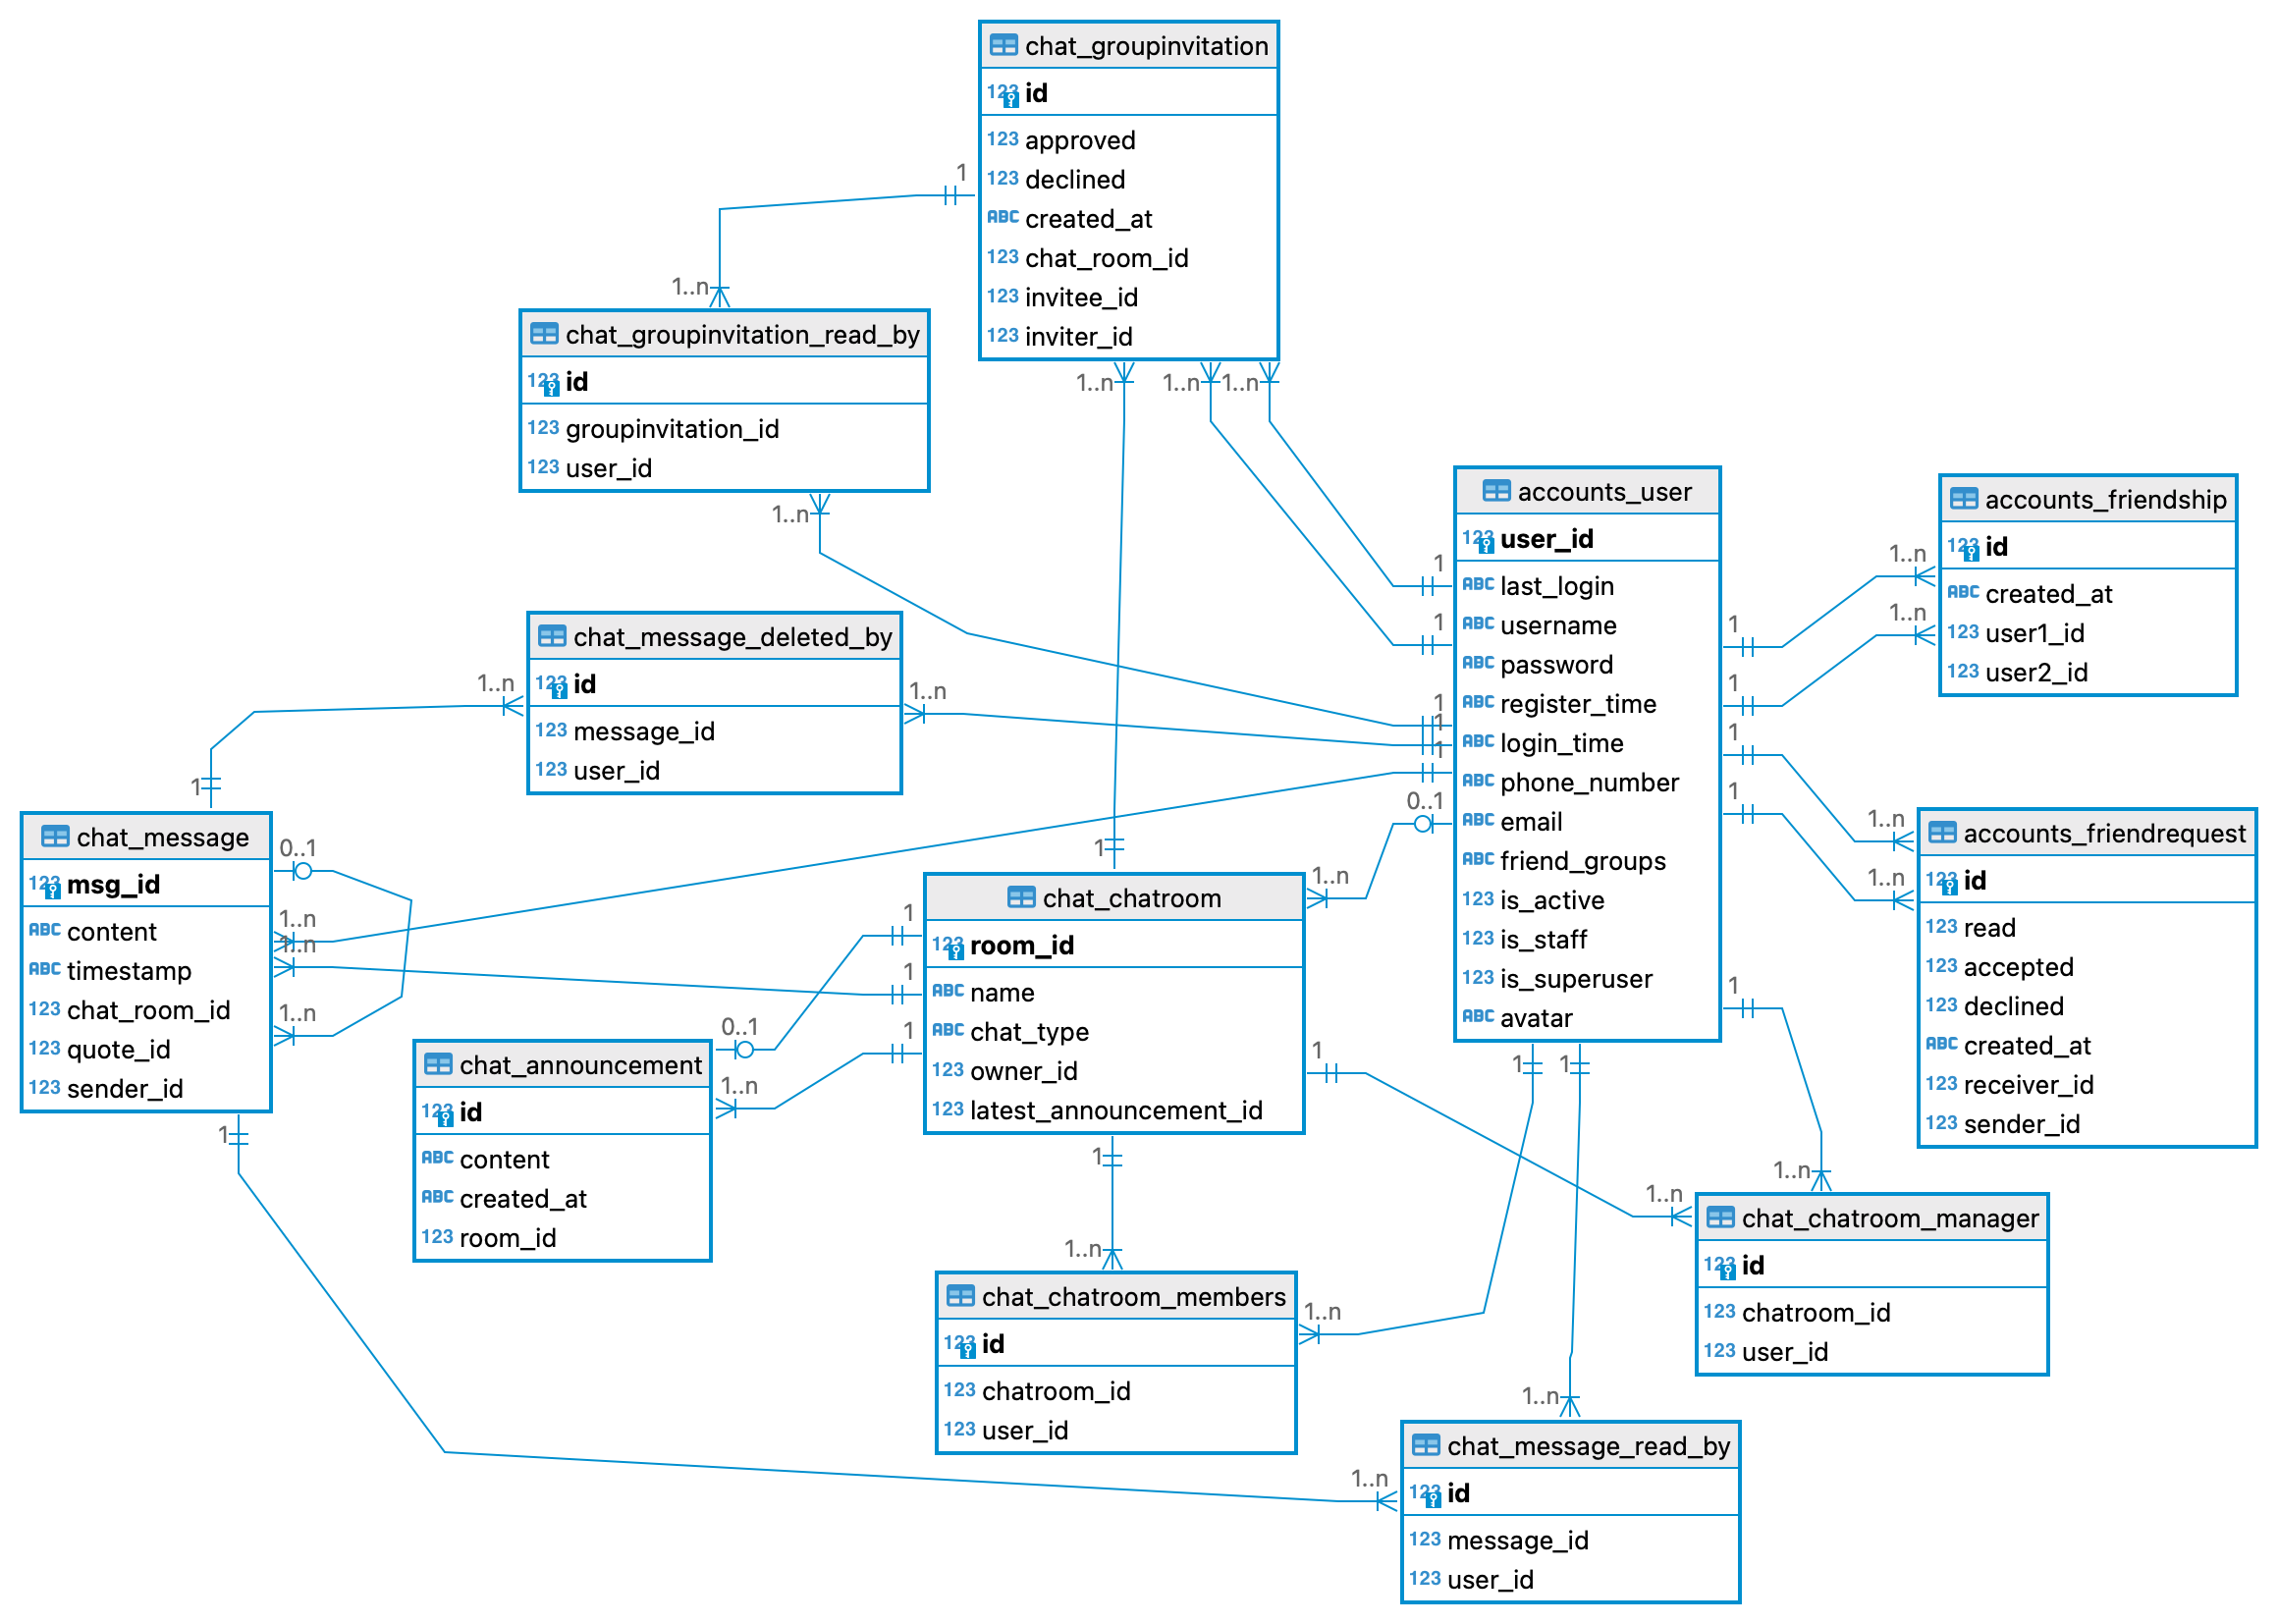 chat_groupinvitation
123 id
123 approved
123 declined
ABC created_at
123 chat_room_id
123 invitee_id
123 inviter_id
1
1..n
1..n
1..n
1..n
chat_groupinvitation_read_by
123 id
123 groupinvitation_id
123 user_id
1..n
accounts_user
123 user_id
ABC last_login
ABC username
ABC password
ABC register_time
ABC login_time
ABC phone_number
ABC email
ABC friend_groups
123 is_active
123 is_staff
123 is_superuser
ABC avatar
1
1
1
1
1
0..1
1
1
1
1
1
1
1
accounts_friendship
123 id
ABC created_at
123 user1_id
123 user2_id
1..n
1..n
chat_message_deleted_by
123 id
123 message_id
123 user_id
1..n
1..n
accounts_friendrequest
123 id
123 read
123 accepted
123 declined
ABC created_at
123 receiver_id
123 sender_id
1..n
1..n
chat_message
123 msg_id
ABC content
ABC timestamp
123 chat_room_id
123 quote_id
123 sender_id
1
0..1
1..n
1..n
1..n
1
chat_chatroom
123 room_id
ABC name
ABC chat_type
123 owner_id
123 latest_announcement_id
1
1..n
1
1
1
1
1
chat_announcement
123 id
ABC content
ABC created_at
123 room_id
0..1
1..n
chat_chatroom_manager
123 id
123 chatroom_id
123 user_id
1..n
1..n
chat_chatroom_members
123 id
123 chatroom_id
123 user_id
1..n
1..n
chat_message_read_by
123 id
123 message_id
123 user_id
1..n
1..n